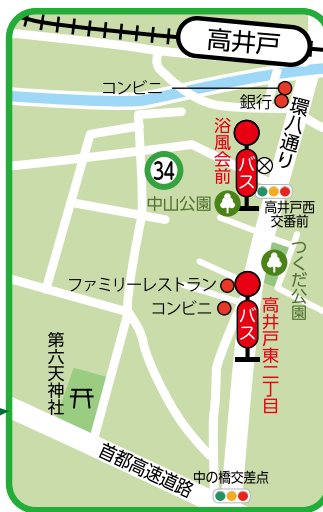 高井戸
コンビニ
銀行
環八通り
浴風会前
バス
34
中山公園
高井戸西
交番前
つくだ公園
ファミリーレストラン
コンビニ
バス
高井戸東二丁目
第六天神社
首都高速道路
中の橋交差点